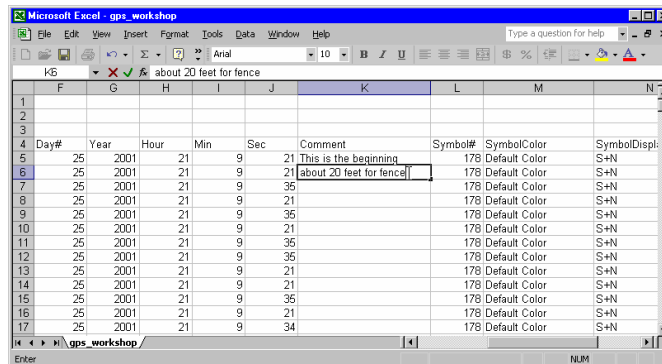 Microsoft Excel - gps_workshop
File Edit View Insert Format Tools Data Window Help Type a question for help
Arial 10 B I U $ %
K6 fx about 20 feet for fence
F G H I J K L M N
1
2
3
4 Day# Year Hour Min Sec Comment Symbol# SymbolColor SymbolDispl
5 25 2001 21 9 21 This is the beginning 178 Default Color S+N
6 25 2001 21 9 21 about 20 feet for fence 178 Default Color S+N
7 25 2001 21 9 35 178 Default Color S+N
8 25 2001 21 9 21 178 Default Color S+N
9 25 2001 21 9 35 178 Default Color S+N
10 25 2001 21 9 21 178 Default Color S+N
11 25 2001 21 9 35 178 Default Color S+N
12 25 2001 21 9 35 178 Default Color S+N
13 25 2001 21 9 21 178 Default Color S+N
14 25 2001 21 9 21 178 Default Color S+N
15 25 2001 21 9 35 178 Default Color S+N
16 25 2001 21 9 21 178 Default Color S+N
17 25 2001 21 9 34 178 Default Color S+N
gps_workshop
Enter NUM